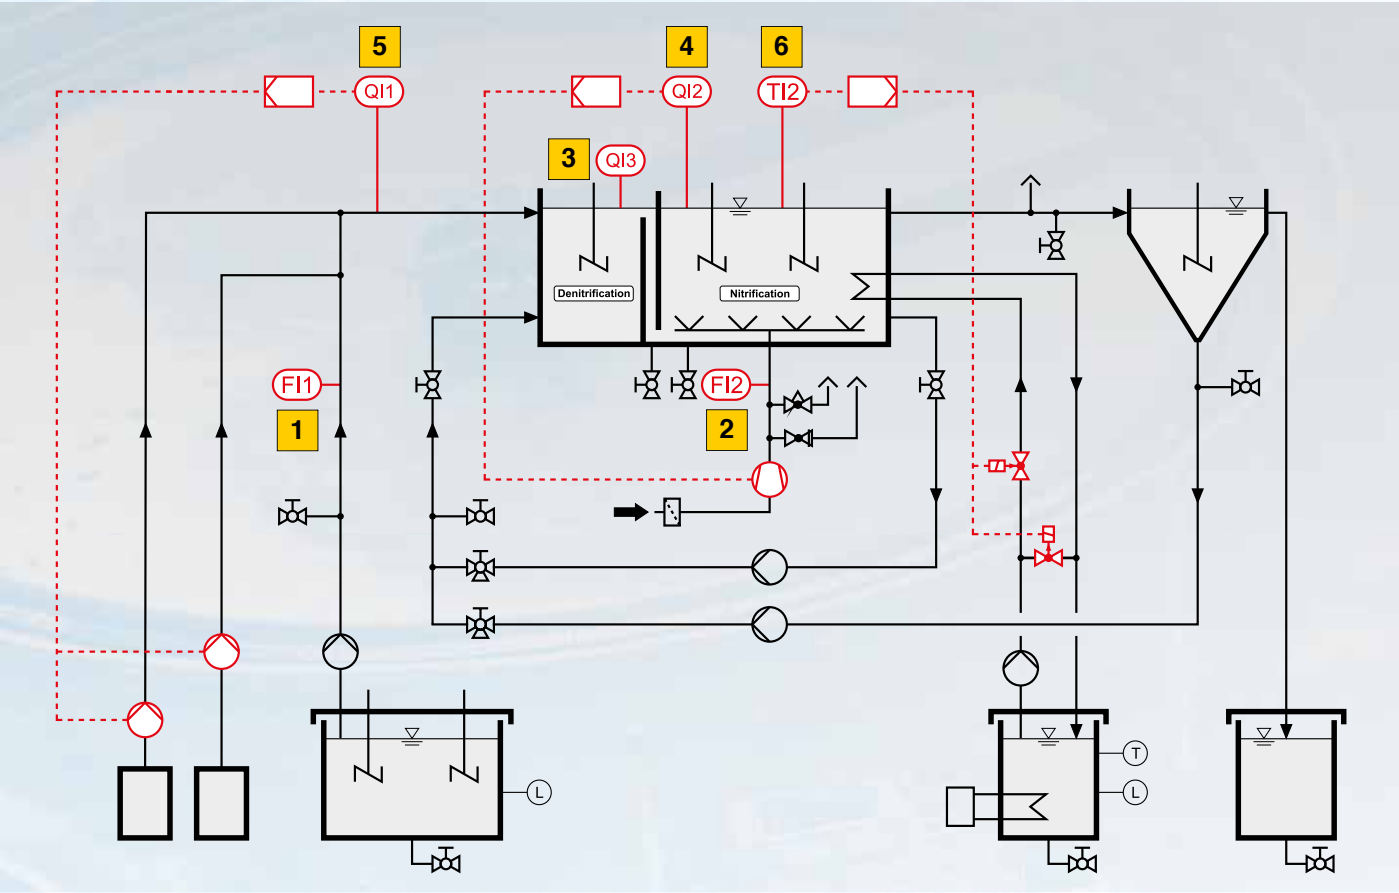 5
4
6
QI1
QI2
TI2
3
QI3
Denitrification
Nitrification
FI1
FI2
1
2
T
L
L